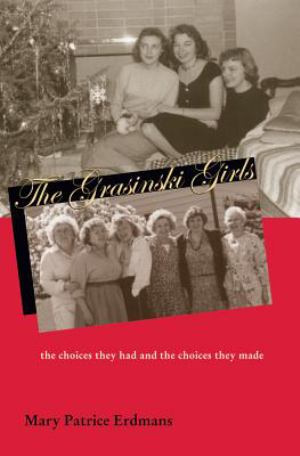 The Grasinski Girls
the choices they had and the choices they made
Mary Patrice Erdmans